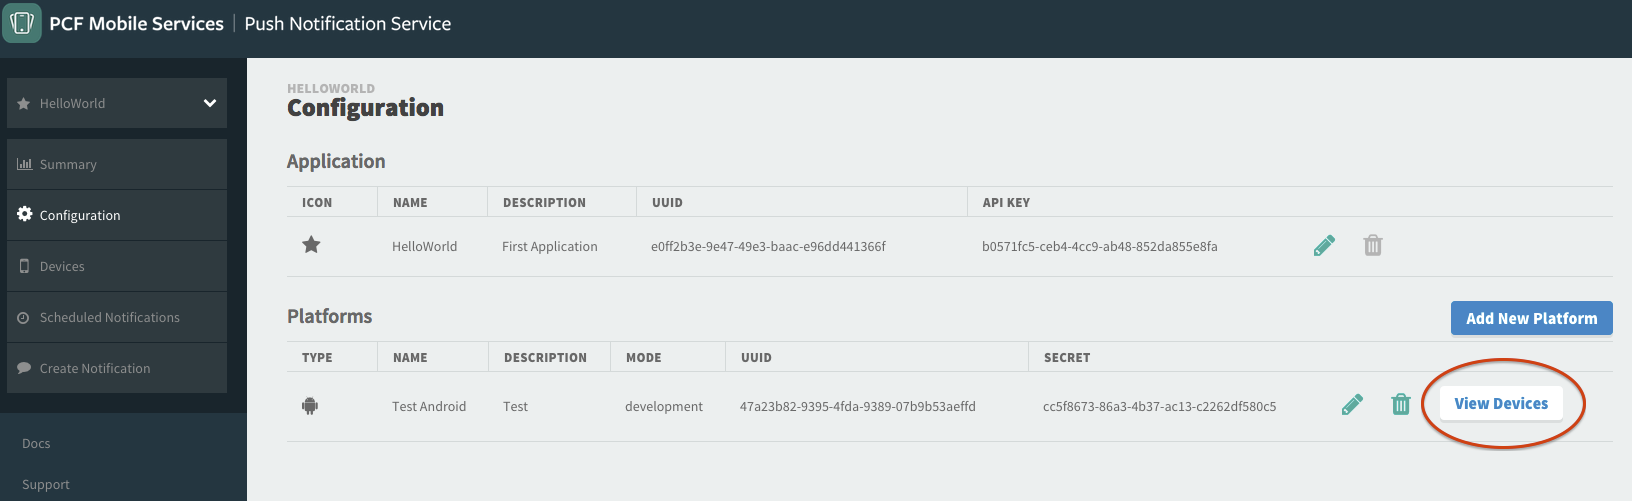 PCF Mobile Services | Push Notification Service
HelloWorld
Summary
Configuration
Devices
Scheduled Notifications
Create Notification
Docs
Support
HELLOWORLD
Configuration
Application
ICON NAME DESCRIPTION UUID API KEY
HelloWorld First Application e0ff2b3e-9e47-49e3-baac-e96dd441366f b0571fc5-ceb4-4cc9-ab48-852da855e8fa
Platforms
Add New Platform
TYPE NAME DESCRIPTION MODE UUID SECRET
Test Android Test development 47a23b82-9395-4fda-9389-07b9b53aeffd cc5f8673-86a3-4b37-ac13-c2262df580c5 View Devices